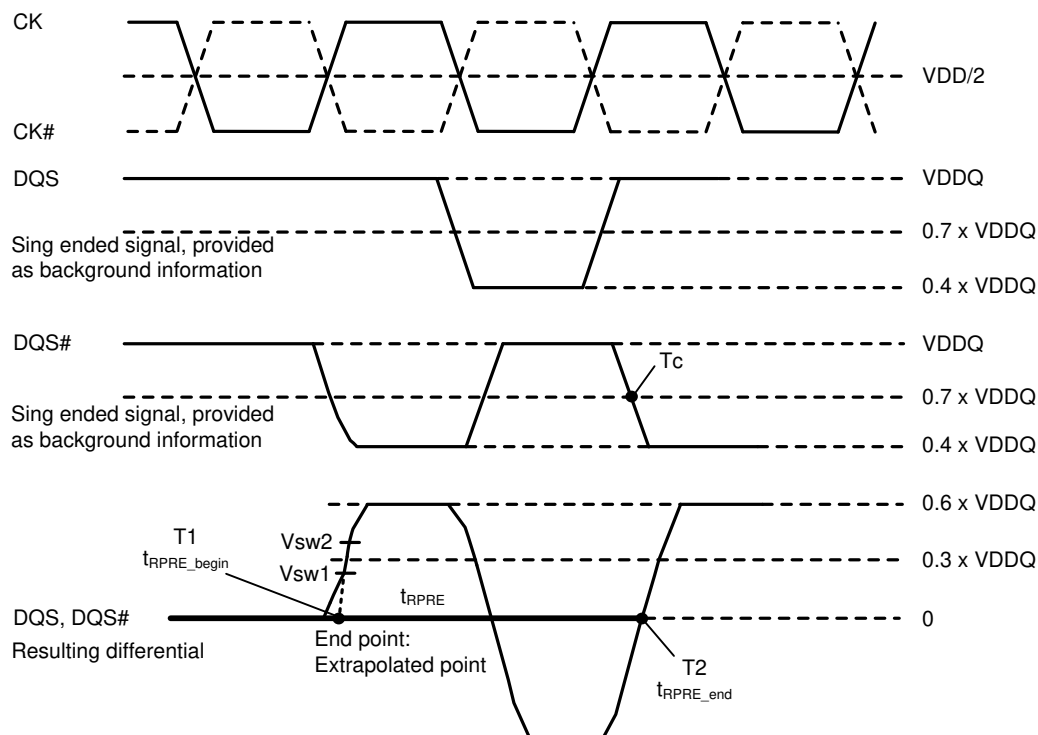 CK
VDD/2
CK#
DQS
VDDQ
0.7 x VDDQ
Sing ended signal, provided
as background information
0.4 x VDDQ
DQS#
VDDQ
Tc
0.7 x VDDQ
Sing ended signal, provided
as background information
0.4 x VDDQ
0.6 x VDDQ
T1
tRPRE_begin
Vsw2
0.3 x VDDQ
Vsw1
tRPRE
DQS, DQS#
0
Resulting differential
End point:
Extrapolated point
T2
tRPRE_end